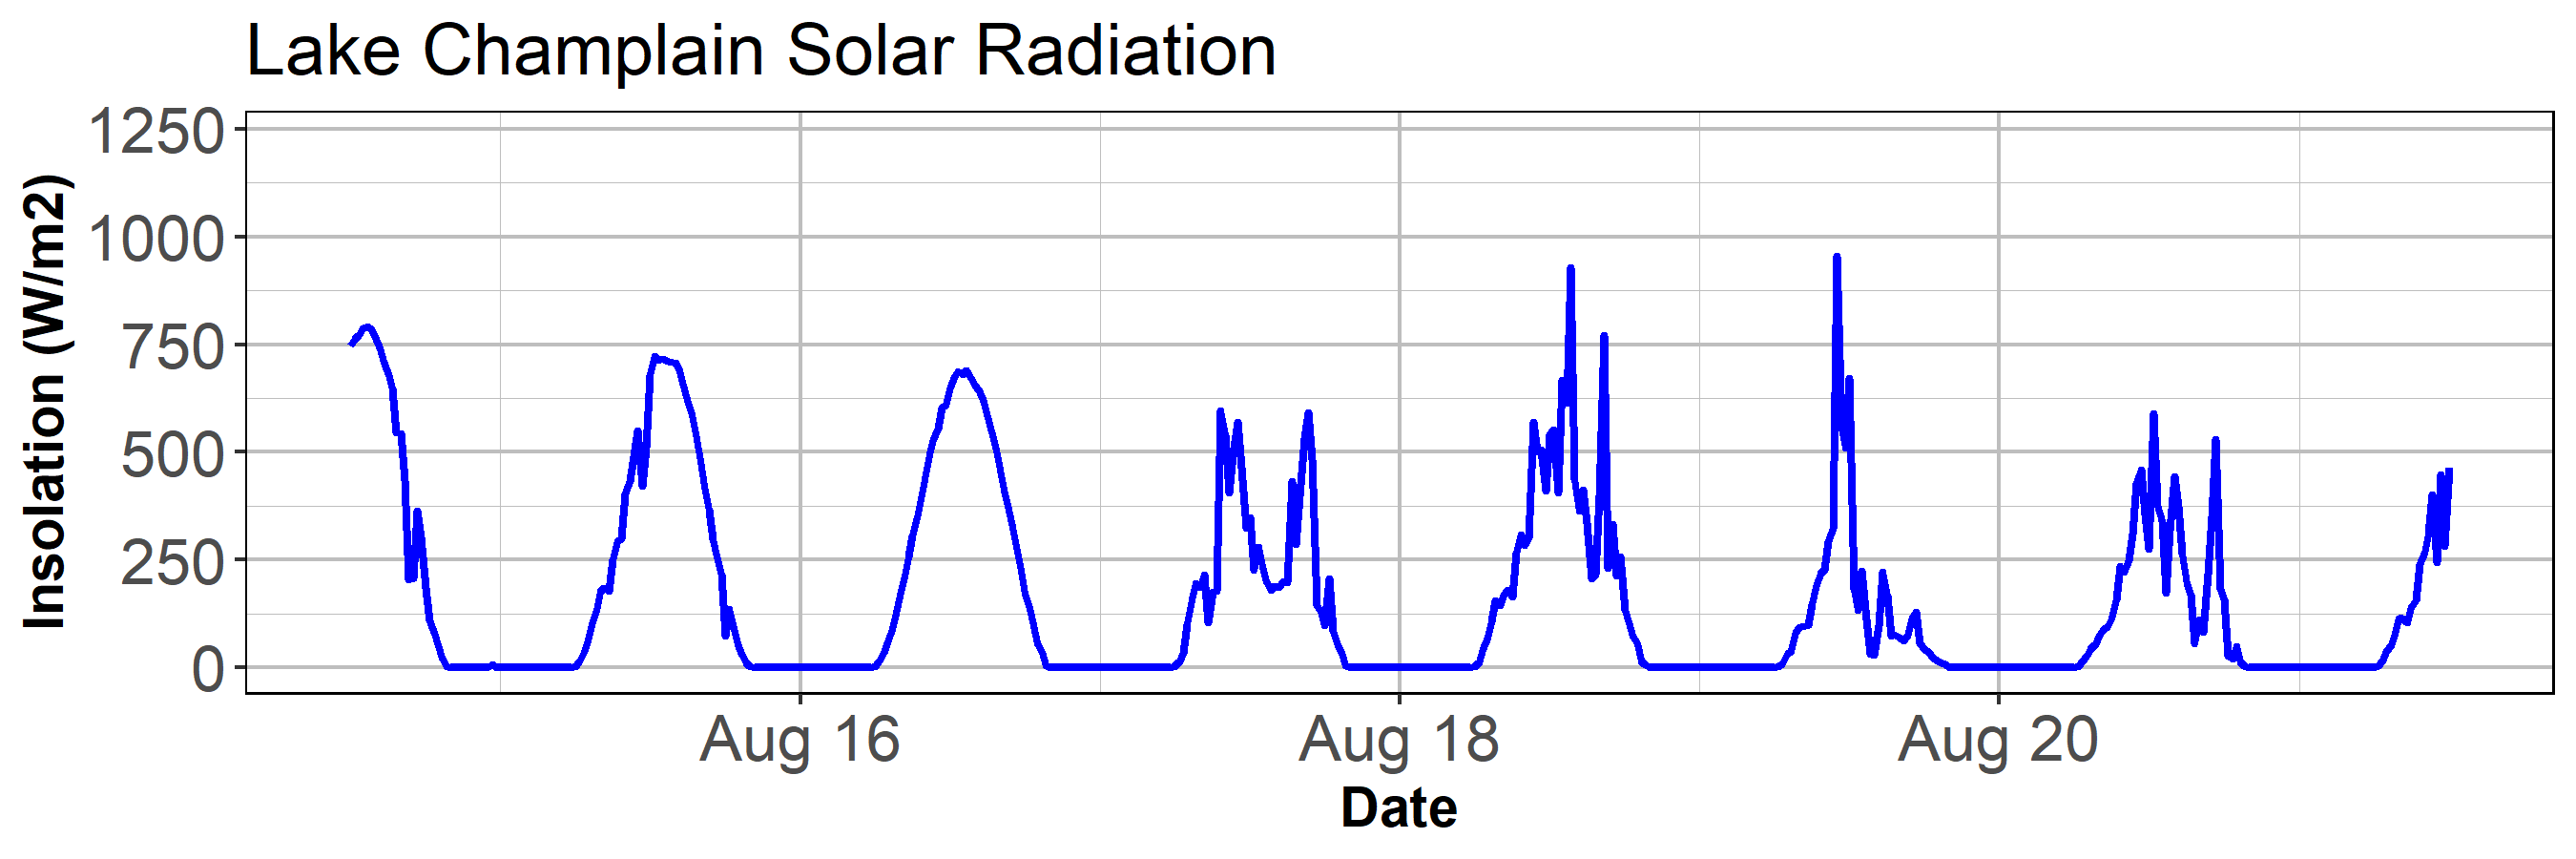 Lake Champlain Solar Radiation
Insolation (W/m2)
1250
1000
750
500
250
0
Aug 16
Aug 18
Aug 20
Date